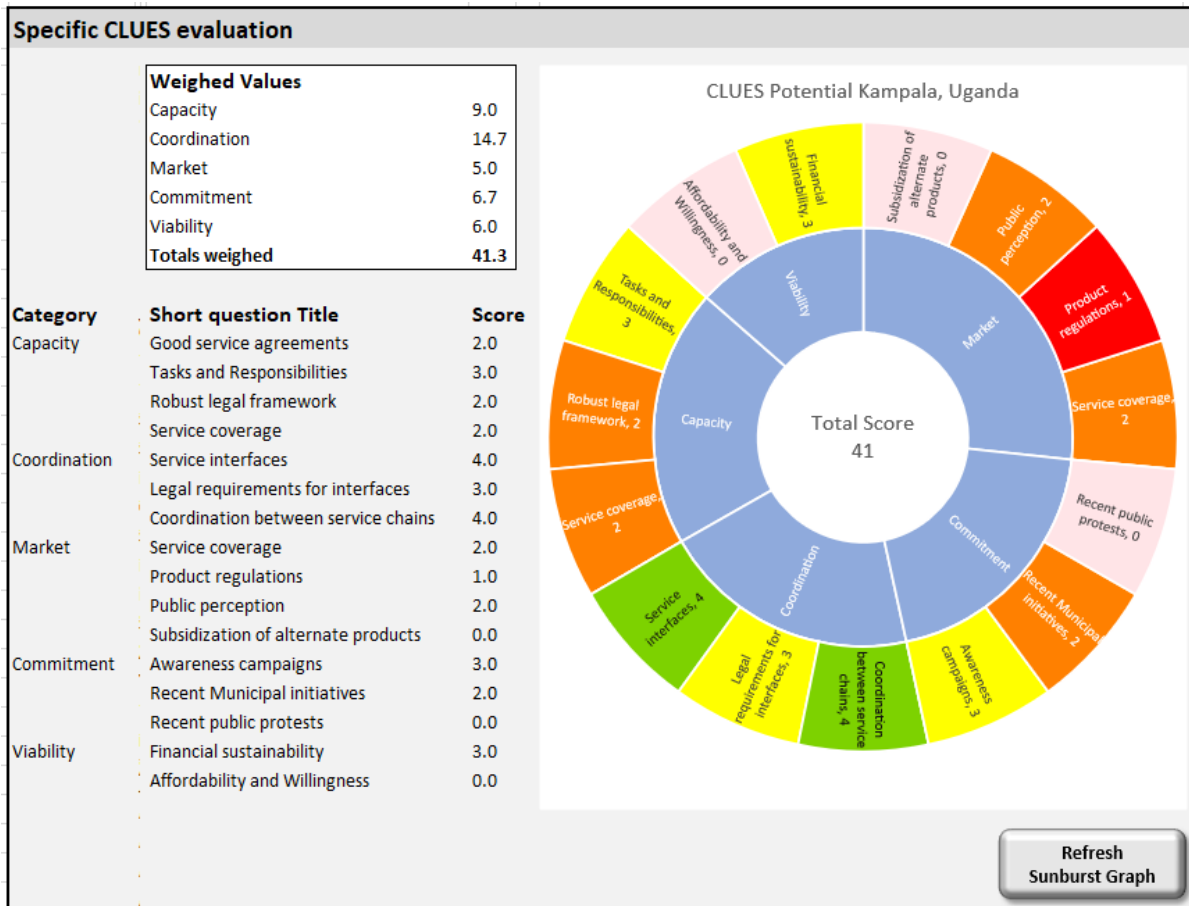 Specific CLUES evaluation
Weighed Values
Capacity 9.0
Coordination 14.7
Market 5.0
Commitment 6.7
Viability 6.0
Totals weighed 41.3
Category Short question Title Score
Capacity Good service agreements 2.0
Tasks and Responsibilities 3.0
Robust legal framework 2.0
Service coverage 2.0
Coordination Service interfaces 4.0
Legal requirements for interfaces 3.0
Coordination between service chains 4.0
Market Service coverage 2.0
Product regulations 1.0
Public perception 2.0
Subsidization of alternate products 0.0
Commitment Awareness campaigns 3.0
Recent Municipal initiatives 2.0
Recent public protests 0.0
Viability Financial sustainability 3.0
Affordability and Willingness 0.0
CLUES Potential Kampala, Uganda
Subsidization of
alternate
products, 0
Public
perception, 2
Product
regulations, 1
Service coverage,
2
Recent public
protests, 0
Recent Municipal
initiatives, 2
Awareness
campaigns, 3
Coordination
between service
chains, 4
Legal
requirements for
interfaces, 3
Service
interfaces, 4
Service coverage,
2
Robust legal
framework, 2
Tasks and
Responsibilities,
3
Affordability and
Willingness, 0
Financial
sustainability, 3
Market
Commitment
Coordination
Capacity
Viability
Total Score
41
Refresh
Sunburst Graph